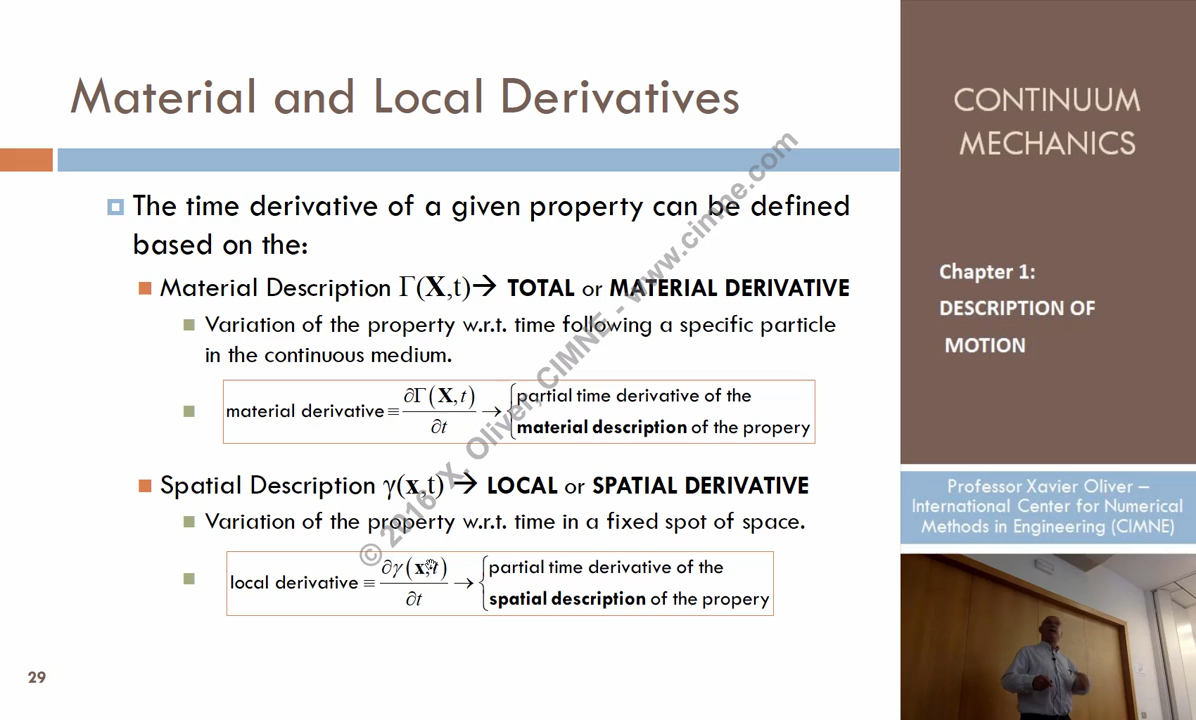 Material and Local Derivatives
The time derivative of a given property can be defined
based on the:
Material Description Γ(X,t)→ TOTAL or MATERIAL DERIVATIVE
Variation of the property w.r.t. time following a specific particle
in the continuous medium.
material derivative ≡ ∂Γ(X,t)/∂t → { partial time derivative of the
material description of the propery
Spatial Description γ(x,t) → LOCAL or SPATIAL DERIVATIVE
Variation of the property w.r.t. time in a fixed spot of space.
local derivative ≡ ∂γ(x,t)/∂t → { partial time derivative of the
spatial description of the propery
29
© 2016 X. Oliver, CIMNE - www.cimne.com
CONTINUUM
MECHANICS
Chapter 1:
DESCRIPTION OF
MOTION
Professor Xavier Oliver –
International Center for Numerical
Methods in Engineering (CIMNE)